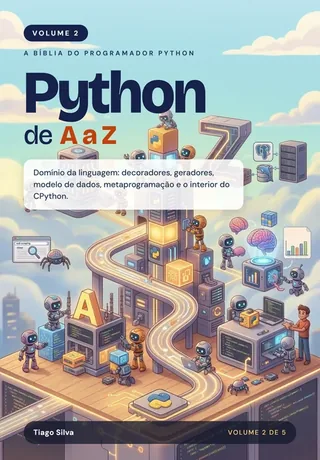 VOLUME 2
A BÍBLIA DO PROGRAMADOR PYTHON
Python
de A a Z
Domínio da linguagem: decoradores, geradores,
modelo de dados, metaprogramação e o interior do
CPython.
Z
A
Tiago Silva
VOLUME 2 DE 5